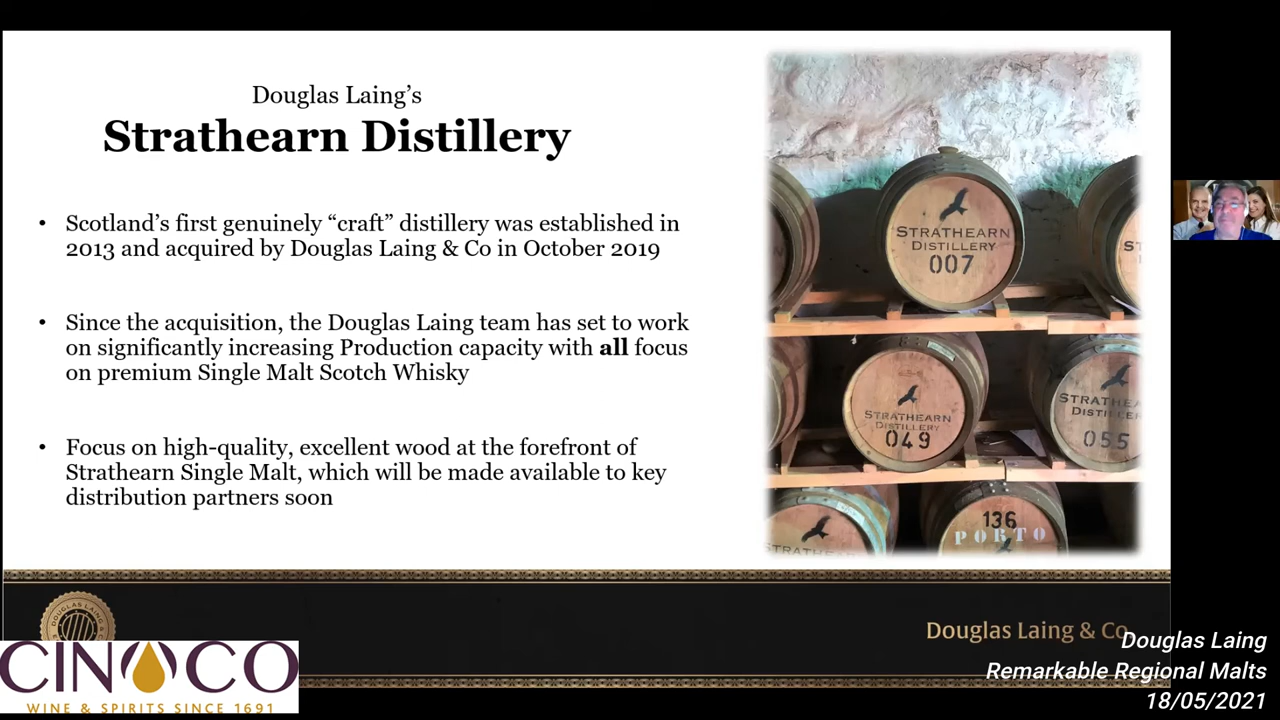 Douglas Laing’s
Strathearn Distillery
• Scotland’s first genuinely “craft” distillery was established in
2013 and acquired by Douglas Laing & Co in October 2019
• Since the acquisition, the Douglas Laing team has set to work
on significantly increasing Production capacity with all focus
on premium Single Malt Scotch Whisky
• Focus on high-quality, excellent wood at the forefront of
Strathearn Single Malt, which will be made available to key
distribution partners soon
STRATHEARN
DISTILLERY
007
STRATHEARN
DISTILLERY
049
STRATHEA
DISTILLER
055
STRATHE
136
PORTO
DOUGLAS LAING &
Douglas Laing & Co
CINOCO
WINE & SPIRITS SINCE 1691
Douglas Laing
Remarkable Regional Malts
18/05/2021